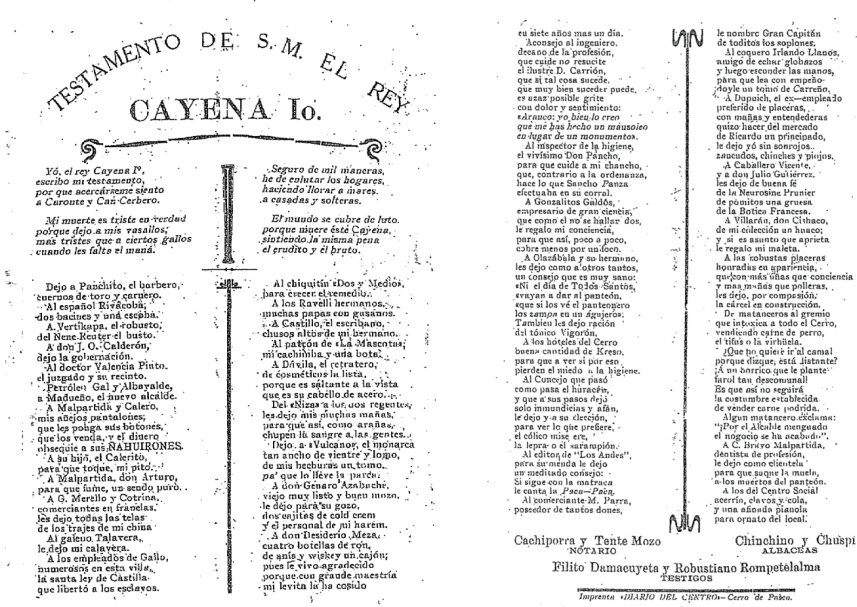 TESTAMENTO DE S. M. EL REY
CAYENA Io.
Yó, el rey Cayena Iº,
escribo mi testamento,
por que acercárseme siento
a Caronte y Can-Cerbero.
Mi muerte es triste en verdad
porque dejo a mis vasallos,
mas tristes que a ciertos gallos
cuando les falta el maná.
Seguro de mil maneras,
he de enlutar los hogares,
haciendo llorar a mares,
a casadas y solteras.
El mundo se cubre de luto.
porque muere éste Cayena,
sintiendo la misma pena
el erudito y el bruto.
Dejo a Panchito, el barbero,
cuernos de toro y carnero.
Al español Rivacoba,
dos bacines y una escoba.
A Vertikapa, el robusto,
del Nene-Keuter el busto.
A don J. O. Calderón,
dejo la gobernación.
Al doctor Valencia Pinto,
el juzgado y su recinto.
Petróleo Gal y Albayalde,
a Madueño, el nuevo alcalde.
A Malpartida y Calero,
mis añejos pantalones;
que les ponga sus botones,
que los venda, y el dinero
obsequie a sus ÑAHUIRONES.
A su hijo, el Calerito,
para que toque, mi pito.
A Malpartida, don Arturo,
para que fume, un sendo puro.
A G. Merello y Cotrina,
comerciantes en franelas,
les dejo todas las telas
de los trajes de mi china
Al galeno Talavera,
le dejo mi calavera.
A los empleados de Gallo,
numerosos en esta villa,
la santa ley de Castilla
que libertó a los esclavos.
Al chiquitín «Dos y Medio»,
para crecer el remedio.
A los Ravelli hermanos,
muchas papas con gusanos.
A Castillo, el escribano,
chusos altos de mi hermano.
Al patrón de «La Mascota»,
mi cachimba y una bota.
A Dávila, el retratero,
de cosméticos la lista,
porque es saltante a la vista
que es su cabello de acero.
Del «Niza» a los dos regentes,
les dejo mis muchas mañas,
para que así, como arañas,
chupen la sangre a las gentes.
Dejo, a «Vulcano», el monarca
tan ancho de vientre y lomo,
de mis hechuras un tomo,
pa' que lo lleve la parca.
A don Genaro Azabache,
viejo muy listo y buen mozo,
le dejo para su gozo,
dos onjitas de cold cream
y el personal de mi harem.
A don Desiderio Meza,
cuatro botellas de ron,
de anís y wiskey un cajón;
pues le vivo agradecido
porque con grande maestría
mi levita la ha cosido
en siete años mas un día.
Aconsejo al ingeniero,
decano de la profesión,
que cuide no resucite
el ilustre D. Carrión,
que si tal cosa sucede,
que muy bien suceder puede,
es azas posible grite
con dolor y sentimiento:
«Arauco: yo bien lo creo
que me has hecho un mausoleo
en lugar de un monumento».
Al inspector de la higiene,
el vivísimo Don Pancho,
para que cuide a mi chancho,
que, contrario a la ordenanza,
hace lo que Sancho Panza
efectuaba en su corral.
A Gonzalitos Galdós,
empresario de gran ciencia,
que como el no se hallar dos,
le regalo mi conciencia,
para que así, poco a poco,
cobre menos por un foco.
A Olazábala y su hermano,
les dejo como a otros tantos,
un consejo que es muy sano:
«Ni el día de Todos Santos,
«vayan a dar al panteón,
«que si los vé el pantenero
los zampa en un agujero».
También les dejo ración
del tónico Vigorón.
A los hoteles del Cerro
buena cantidad de Kreso,
para que a ver si por eso
pierden el miedo a la higiene.
Al Concejo que pasó
como pasa el huracán,
y que a sus pasos dejó
solo inmundicias y afán,
le dejo y a su elección,
para ver lo que prefiere,
el cólico mise ere,
la lepra o el sarampión.
Al editor de "Los Andes",
para su menda le dejo
un meditado consejo:
Si sigue con la matraca
le canta la Paca—Paca.
Al comerciante M. Parra,
poseedor de tantos dones,
le nombro Gran Capitán
de toditos los soplones.
Al coquero Irlando Llanos,
amigo de echar globazos
y luego esconder las manos,
para que lea con empeño
doyle un tomo de Carreño,
A Dapuich, el ex—empleado
preferido de placeras,
con mañas y entendederas
quizo hacer del mercado
de Ricardo un principado,
le dejo yó sin sonrojos,
zancudos, chinches y piojos.
A Caballero Vicente,
y a don Julio Gutiérrez,
les dejo de buena fé
de la Neurosine Prunier
de pómitos una gruesa
de la Botica Francesa.
A Villarán, don Cithaco,
de mi colección un huaco;
y si es asunto que aprieta
le regalo mi maleta.
A las robustas placeras
honradas en apariencia,
quizon más uñas que conciencia
y mas mañas que polleras,
les dejo, por compasión,
la cárcel en construcción.
De matanceros al gremio
que intoxica a todo el Cerro,
vendiendo carne de perro,
el tifus o la viruela.
¿Que ho quiere ir al camal
porque dizque, está distante?
¡A un borrico que le plante
farol tan descomunal!
Es que así no seguirá
la costumbre establecida
de vender carne podrida.
Algun matancero exclama:
"¡Por el Alcalde menguado
el negocio se ha acabado".
A C. Bravo Malpartida,
dentista de profesión,
le dejo como clientela
para que saque la muela,
a los muertos del panteón.
A los del Centro Social
acerrín, clavos y cola,
y una afinada pianola
para ornato del local.
Cachiporra y Tente Mozo
NOTARIO
Chinchino y Chuspi
ALBACEAS
Filito Damacuyeta y Robustiano Rompetelalma
TESTIGOS
Imprenta «DIARIO DEL CENTRO»— Cerro de Pasco.